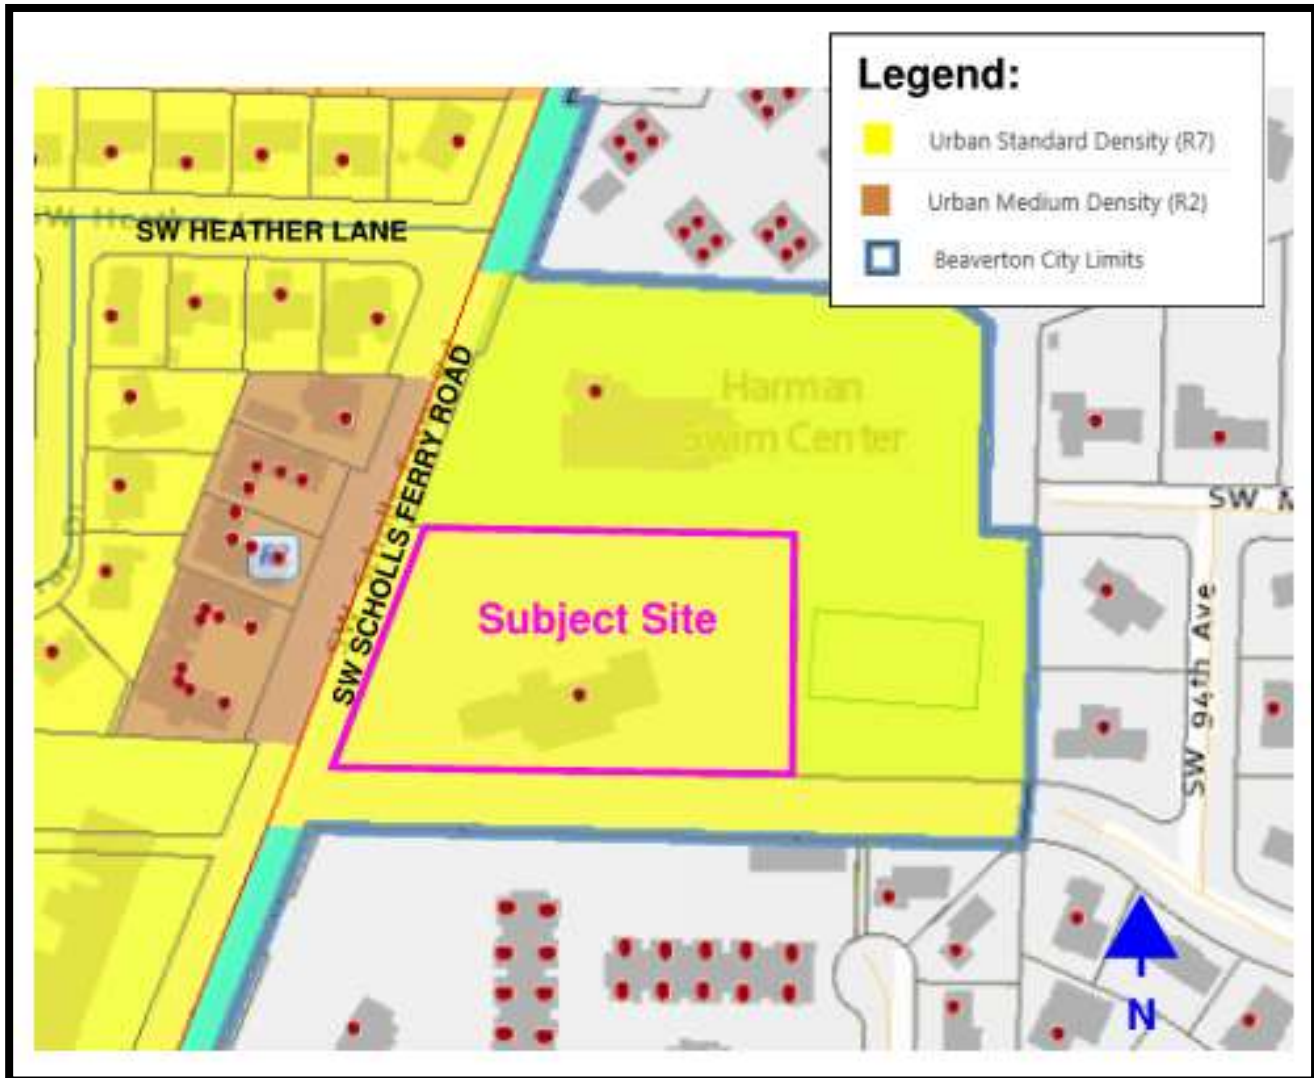 Legend:
Urban Standard Density (R7)
Urban Medium Density (R2)
Beaverton City Limits
SW HEATHER LANE
SW SCHOLLS FERRY ROAD
Harman
Swim Center
SW M
Subject Site
SW 94th Ave
N